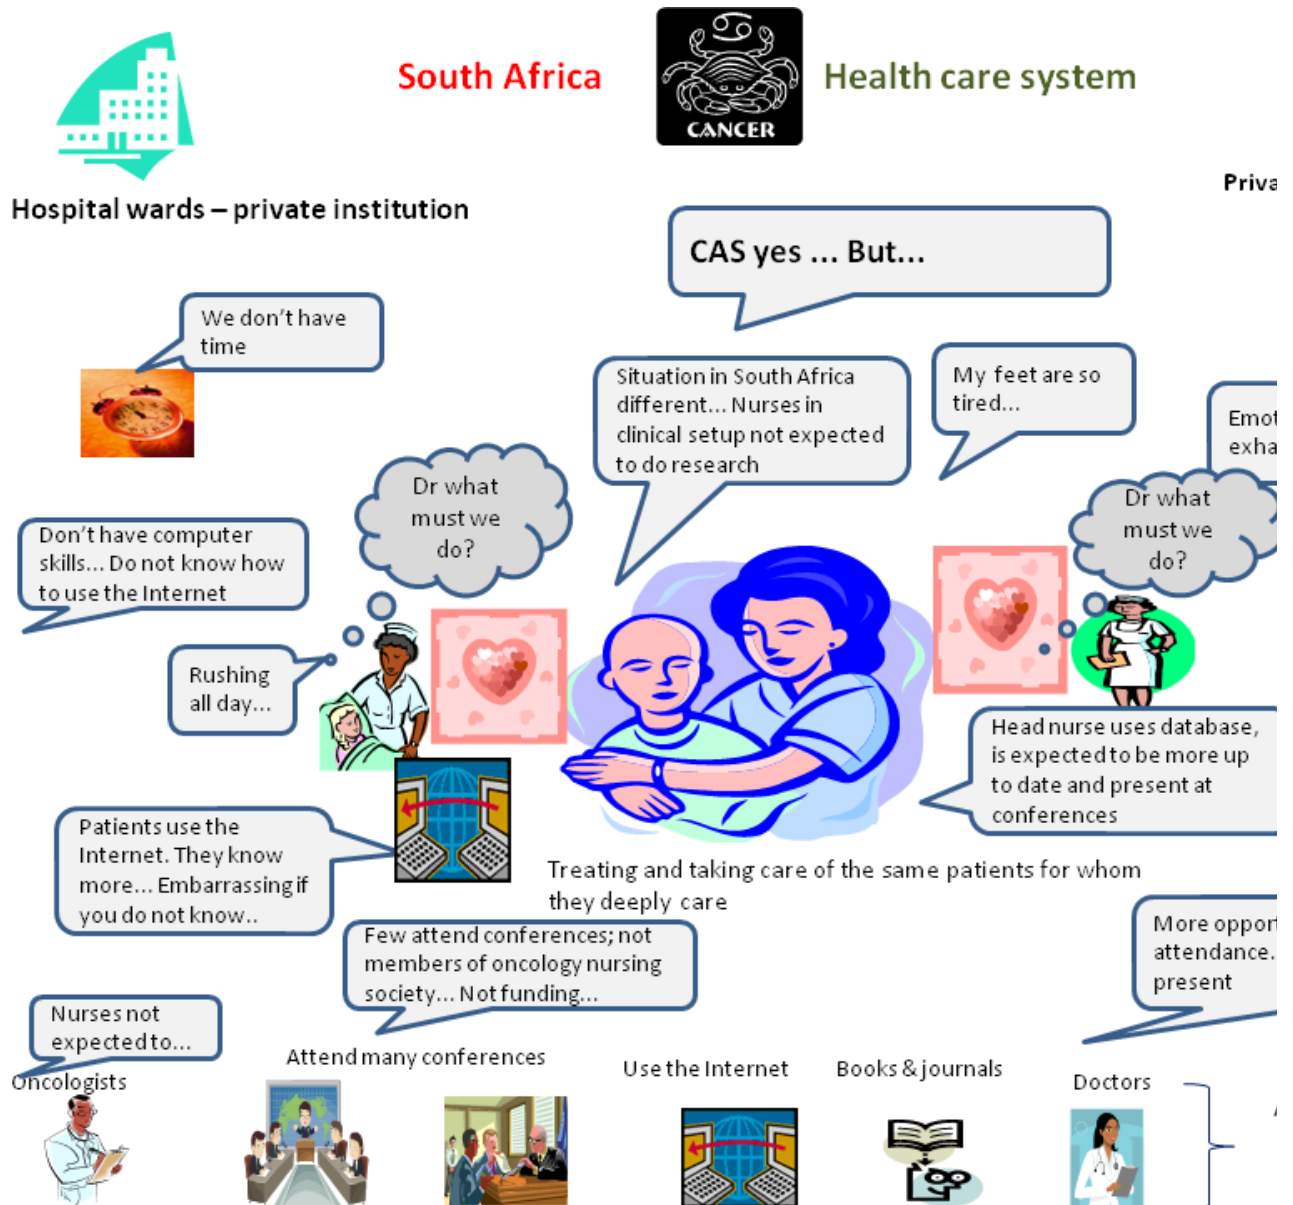 South Africa
CANCER
Health care system
Hospital wards – private institution
CAS yes ... But...
We don't have
time
Situation in South Africa
different... Nurses in
clinical setup not expected
to do research
My feet are so
tired...
Dr what
must we
do?
Dr what
must we
do?
Don't have computer
skills... Do not know how
to use the Internet
Rushing
all day...
Head nurse uses database,
is expected to be more up
to date and present at
conferences
Patients use the
Internet. They know
more... Embarrassing if
you do not know..
Treating and taking care of the same patients for whom
they deeply care
Few attend conferences; not
members of oncology nursing
society... Not funding...
More
attendance.
present
Nurses not
expected to...
Oncologists
Attend many conferences
Use the Internet
Books & journals
Doctors